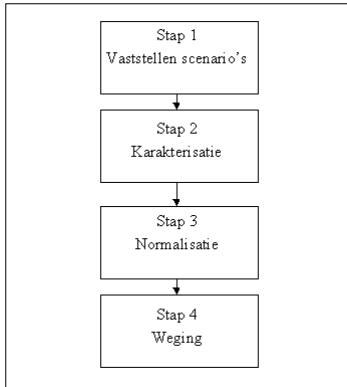 Stap 1
Vaststellen scenario's
Stap 2
Karakterisatie
Stap 3
Normalisatie
Stap 4
Weging